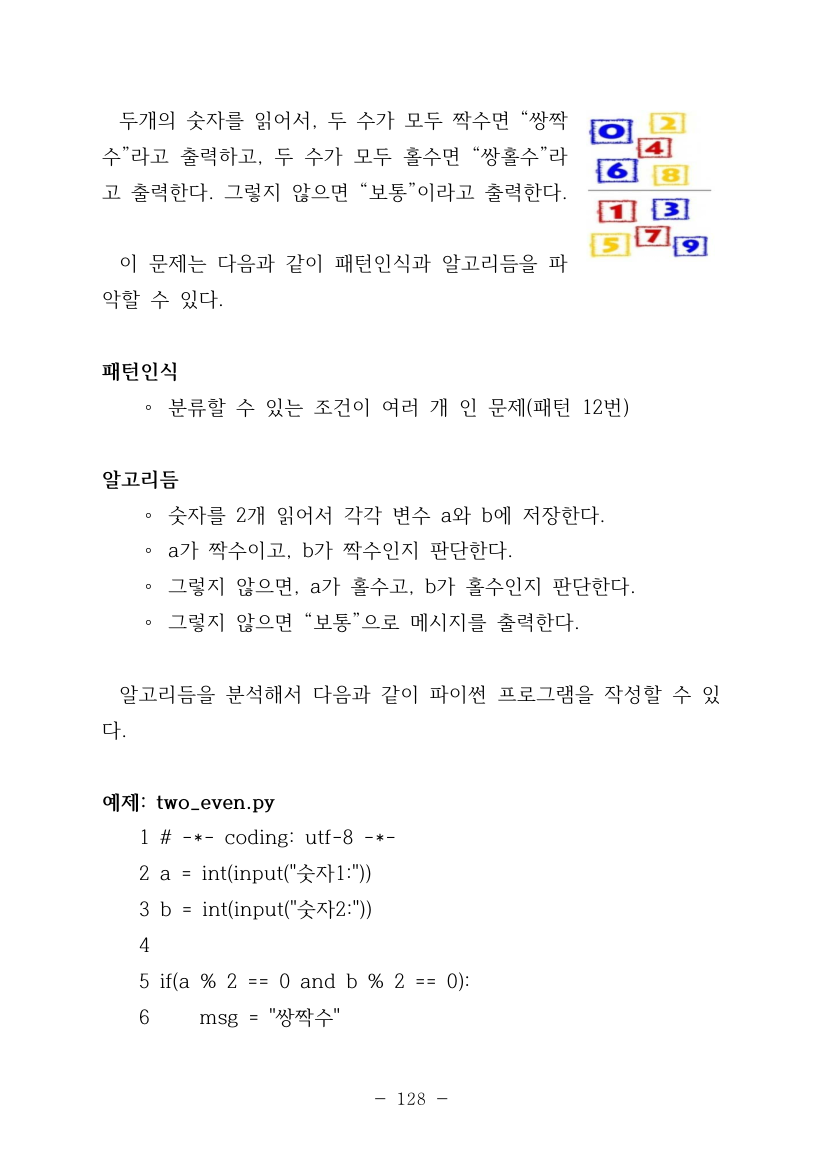 두개의 숫자를 읽어서, 두 수가 모두 짝수면 “쌍짝
수”라고 출력하고, 두 수가 모두 홀수면 “쌍홀수”라
고 출력한다. 그렇지 않으면 “보통”이라고 출력한다.
0 2
4
6 8
1 3
5 7 9
이 문제는 다음과 같이 패턴인식과 알고리듬을 파
악할 수 있다.
패턴인식
◦ 분류할 수 있는 조건이 여러 개 인 문제(패턴 12번)
알고리듬
◦ 숫자를 2개 읽어서 각각 변수 a와 b에 저장한다.
◦ a가 짝수이고, b가 짝수인지 판단한다.
◦ 그렇지 않으면, a가 홀수고, b가 홀수인지 판단한다.
◦ 그렇지 않으면 “보통”으로 메시지를 출력한다.
알고리듬을 분석해서 다음과 같이 파이썬 프로그램을 작성할 수 있
다.
예제: two_even.py
1 # -*- coding: utf-8 -*-
2 a = int(input("숫자1:"))
3 b = int(input("숫자2:"))
4
5 if(a % 2 == 0 and b % 2 == 0):
6     msg = "쌍짝수"
- 128 -